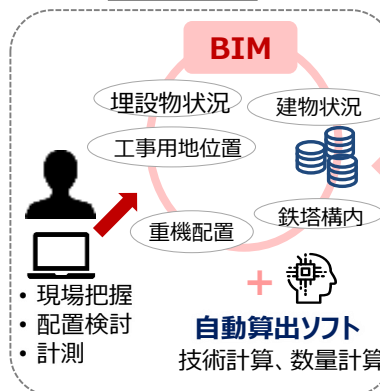 BIM
埋設物状況
建物状況
工事用地位置
鉄塔構内
重機配置
• 現場把握
• 配置検討
• 計測
+
自動算出ソフト
技術計算、数量計算